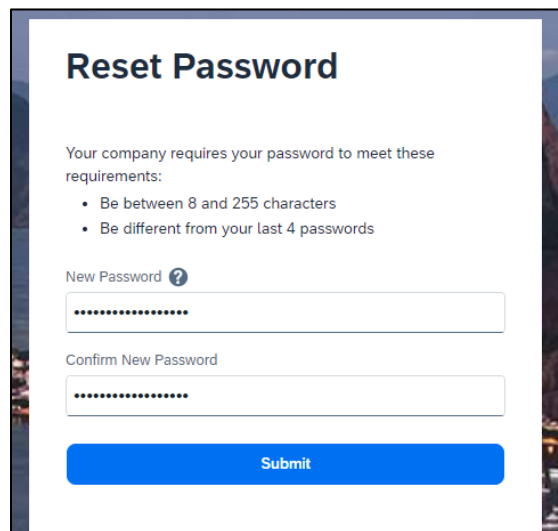 Reset Password
Your company requires your password to meet these
requirements:
• Be between 8 and 255 characters
• Be different from your last 4 passwords
New Password ?
••••••••••••••••••
Confirm New Password
••••••••••••••••••
Submit